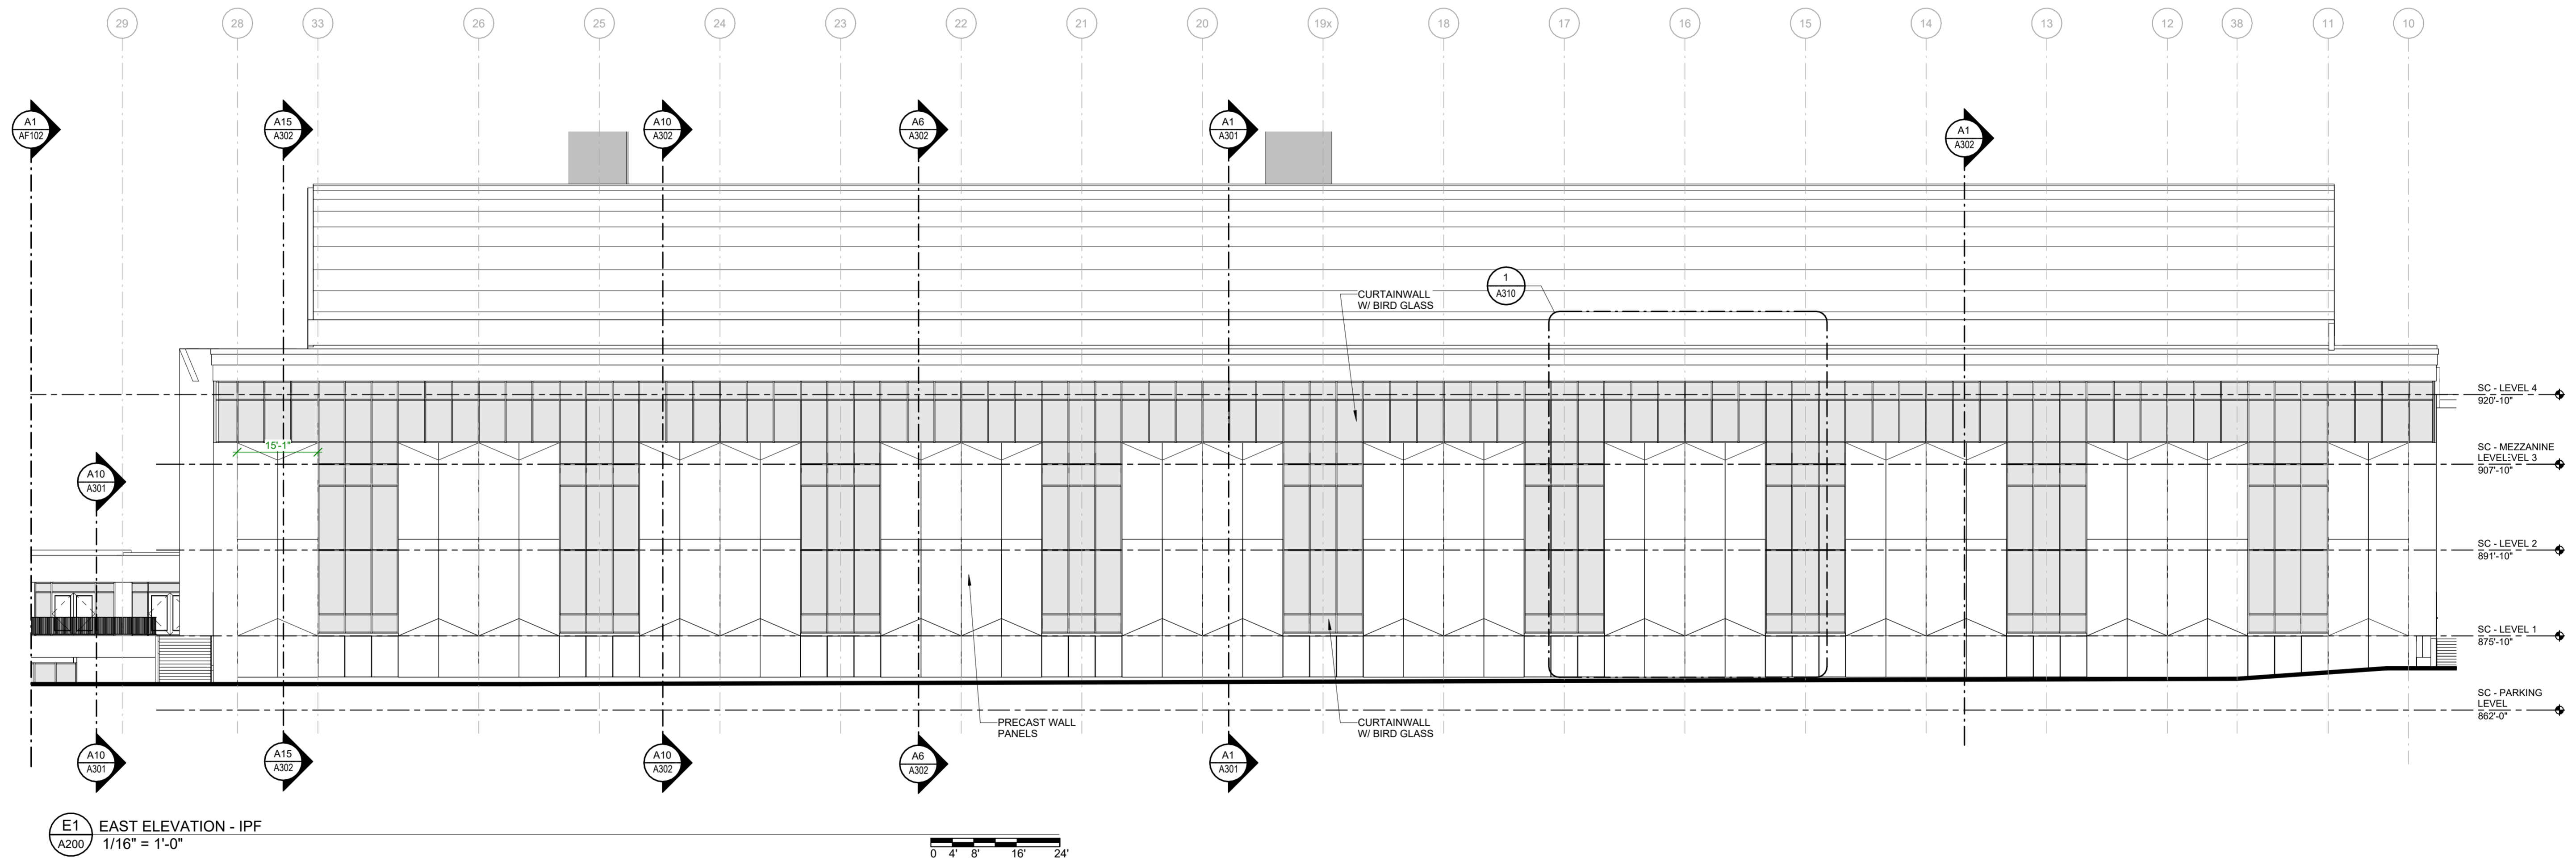 29 28 33 26 25 24 23 22 21 20 19x 18 17 16 15 14 13 12 38 11 10
A1
AF102
A15
A302
A10
A302
A6
A302
A1
A301
A1
A302
1
A310
CURTAINWALL
W/ BIRD GLASS
SC - LEVEL 4
920'-10"
15'-1"
SC - MEZZANINE
LEVELEVEL 3
907'-10"
A10
A301
SC - LEVEL 2
891'-10"
SC - LEVEL 1
875'-10"
SC - PARKING
LEVEL
862'-0"
PRECAST WALL
PANELS
CURTAINWALL
W/ BIRD GLASS
A10
A301
A15
A302
A10
A302
A6
A302
A1
A301
E1
A200
EAST ELEVATION - IPF
1/16" = 1'-0"
0 4' 8' 16' 24'